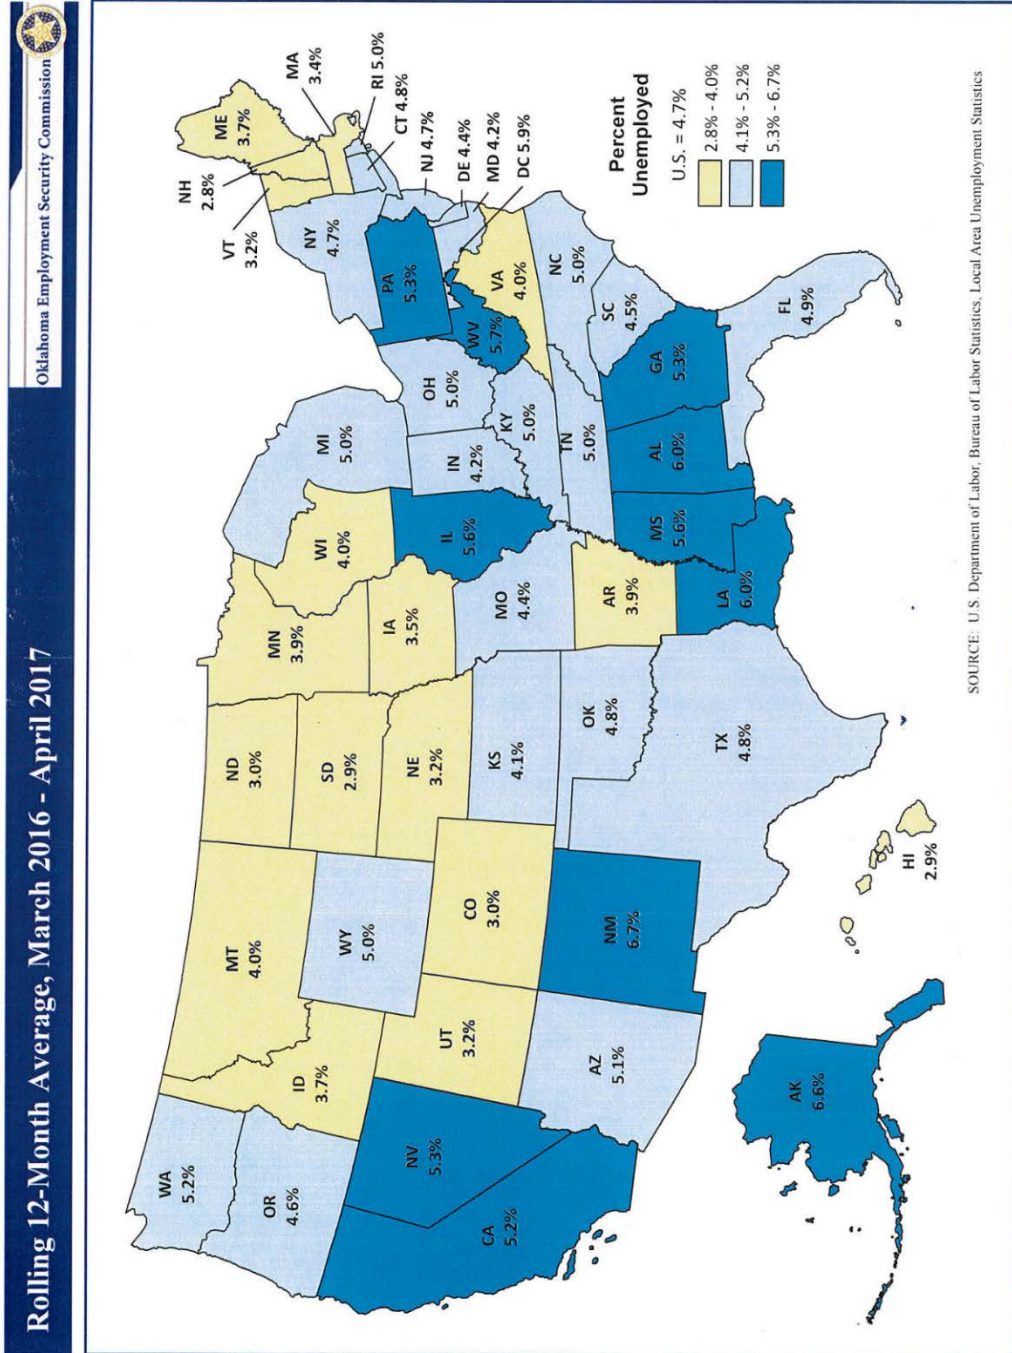 Rolling 12-Month Average, March 2016 - April 2017
Oklahoma Employment Security Commission
WA
5.2%
OR
4.6%
CA
5.2%
NV
5.3%
ID
3.7%
MT
4.0%
WY
5.0%
UT
3.2%
CO
3.0%
AZ
5.1%
NM
6.7%
ND
3.0%
SD
2.9%
NE
3.2%
KS
4.1%
OK
4.8%
TX
4.8%
MN
3.9%
IA
3.5%
MO
4.4%
AR
3.9%
LA
6.0%
WI
4.0%
IL
5.6%
MS
5.6%
MI
5.0%
IN
4.2%
OH
5.0%
KY
5.0%
TN
5.0%
AL
6.0%
GA
5.3%
FL
4.9%
SC
4.5%
NC
5.0%
VA
4.0%
WV
5.7%
PA
5.3%
NY
4.7%
VT
3.2%
NH
2.8%
ME
3.7%
MA
3.4%
RI 5.0%
CT 4.8%
NJ 4.7%
DE 4.4%
MD 4.2%
DC 5.9%
AK
6.6%
HI
2.9%
Percent
Unemployed
U.S. = 4.7%
2.8% - 4.0%
4.1% - 5.2%
5.3% - 6.7%
SOURCE: U.S. Department of Labor, Bureau of Labor Statistics, Local Area Unemployment Statistics